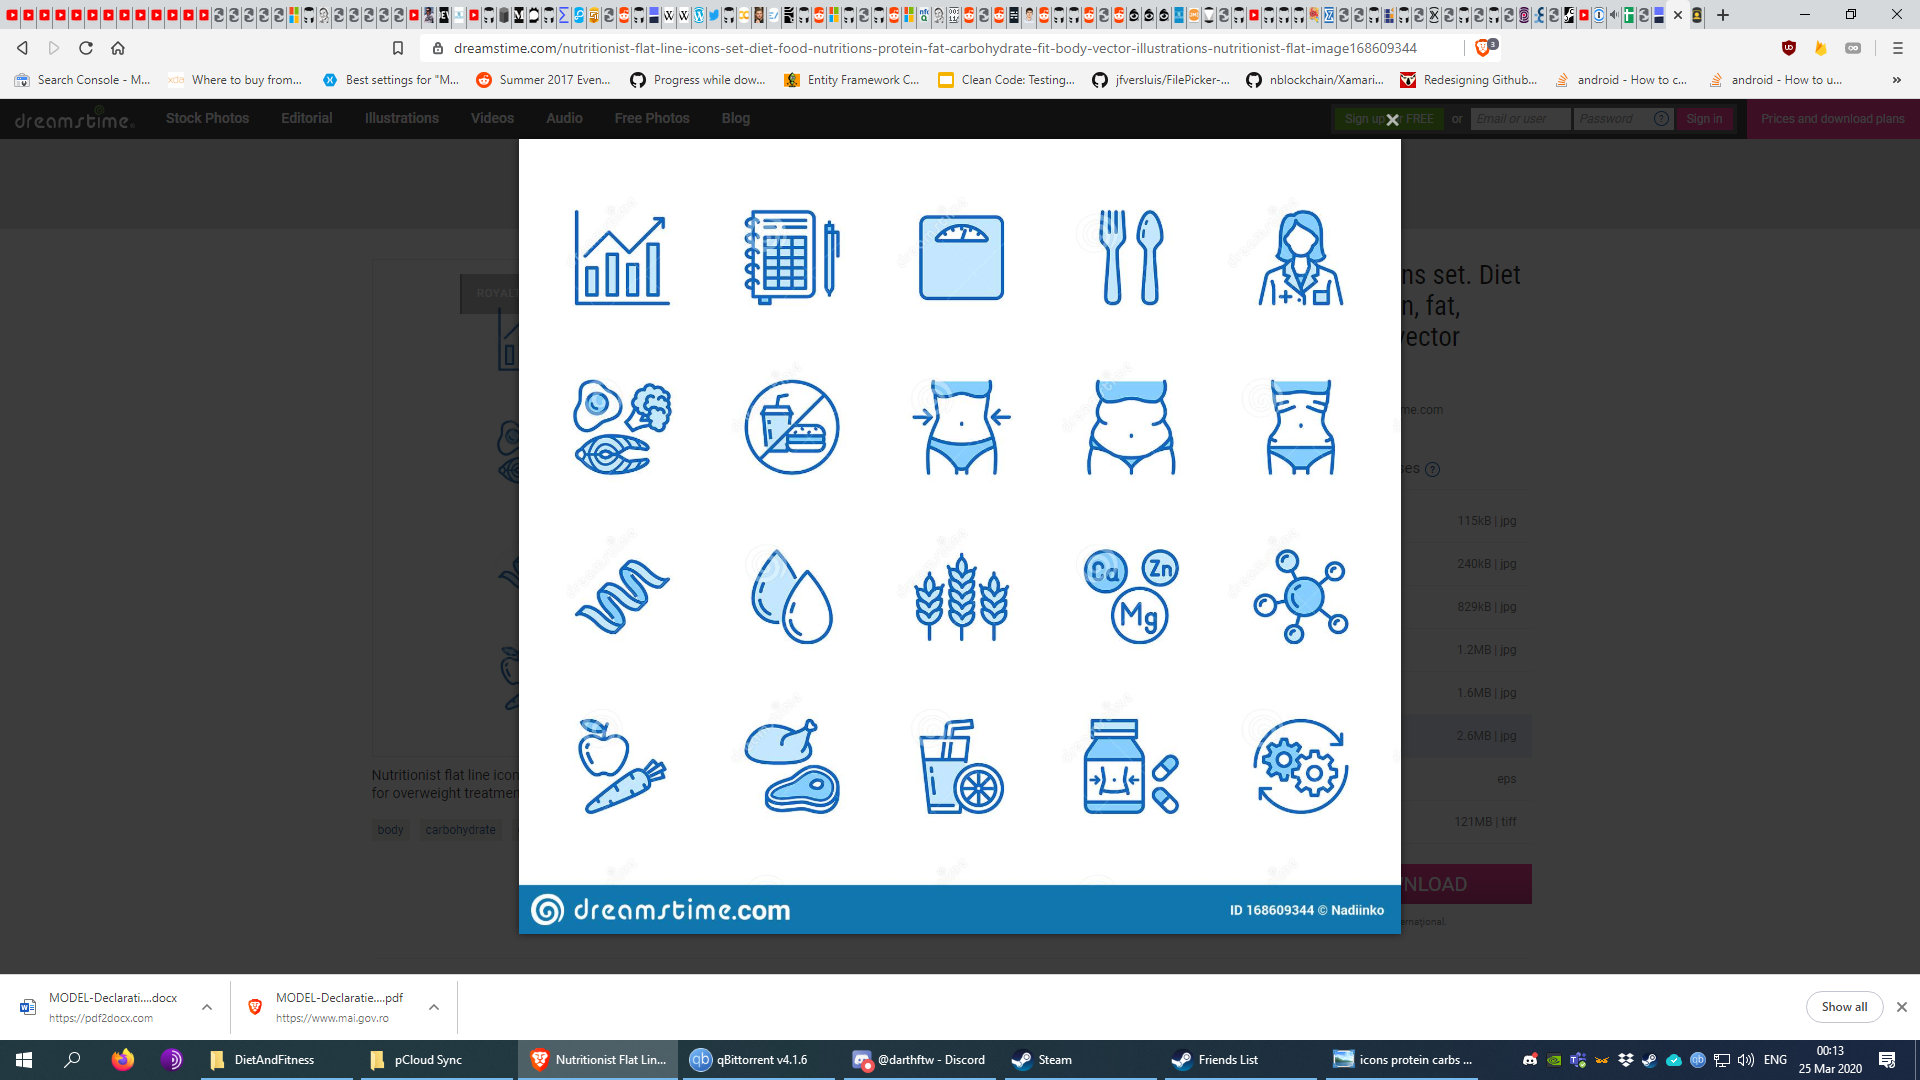 dreamstime.com/nutritionist-flat-line-icons-set-diet-food-nutritions-protein-fat-carbohydrate-fit-body-vector-illustrations-nutritionist-flat-image168609344
3
Search Console - M...
Where to buy from...
Best settings for "M...
Summer 2017 Even...
Progress while dow...
Entity Framework C...
Clean Code: Testing...
jfversluis/FilePicker-...
nblockchain/Xamari...
Redesigning Github...
android - How to c...
android - How to u...
»
dreamstime.
Stock Photos
Editorial
Illustrations
Videos
Audio
Free Photos
Blog
or
Email or user
Password
Sign in
Prices and download plans
ns set. Diet
n, fat,
vector
me.com
115kB | jpg
240kB | jpg
829kB | jpg
1.2MB | jpg
1.6MB | jpg
2.6MB | jpg
eps
121MB | tiff
NLOAD
Ca
Zn
Mg
Nutritionist flat line icon
for overweight treatmen
body
carbohydrate
dreamstime.com
ID 168609344 © Nadiinko
MODEL-Declarati....docx
https://pdf2docx.com
MODEL-Declaratie....pdf
https://www.mai.gov.ro
Show all
DietAndFitness
pCloud Sync
Nutritionist Flat Lin...
qBittorrent v4.1.6
@darthftw - Discord
Steam
Friends List
icons protein carbs ...
ENG
00:13
25 Mar 2020